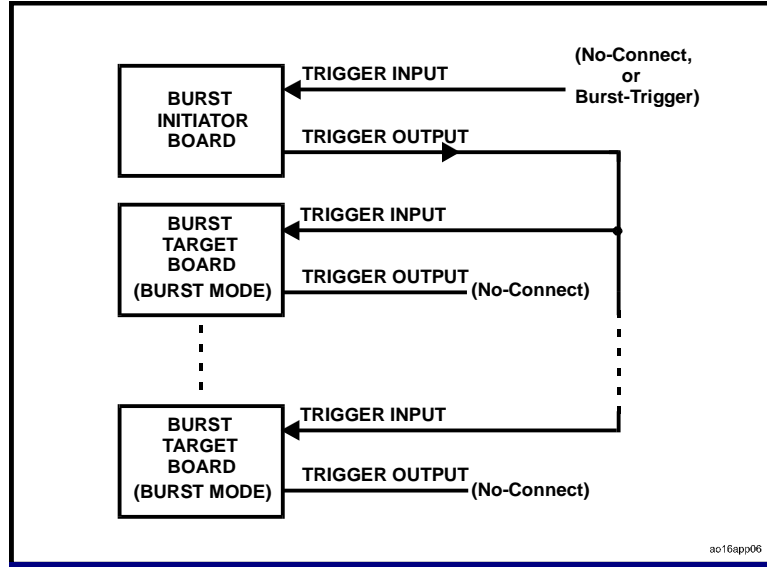 (No-Connect,
or
Burst-Trigger)
TRIGGER INPUT
BURST
INITIATOR
BOARD
TRIGGER OUTPUT
BURST
TARGET
BOARD
(BURST MODE)
TRIGGER INPUT
TRIGGER OUTPUT
(No-Connect)
BURST
TARGET
BOARD
(BURST MODE)
TRIGGER INPUT
TRIGGER OUTPUT
(No-Connect)
ao16app06